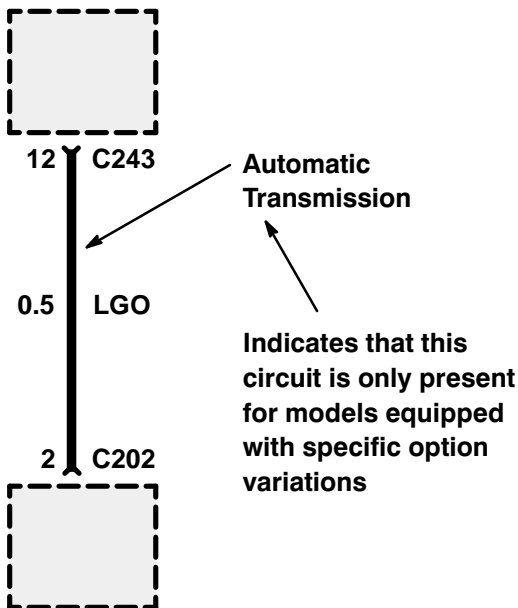 12 C243
Automatic
Transmission
0.5 LGO
Indicates that this
circuit is only present
for models equipped
with specific option
variations
2 C202